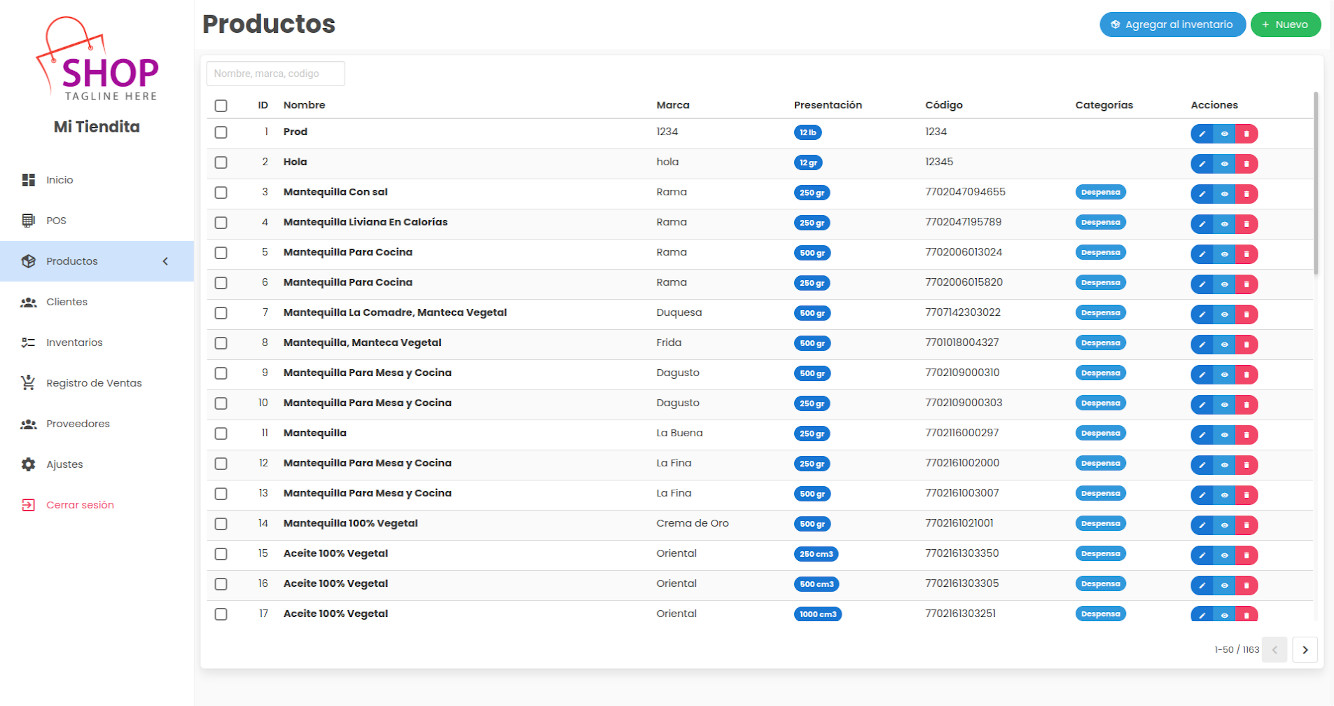 SHOP
TAGLINE HERE
Mi Tiendita
Inicio
POS
Productos
Clientes
Inventarios
Registro de Ventas
Proveedores
Ajustes
Cerrar sesión
Productos
Agregar al inventario
+ Nuevo
Nombre, marca, codigo
ID Nombre Marca Presentación Código Categorías Acciones
1 Prod 1234 12 lb 1234
2 Hola hola 12 gr 12345
3 Mantequilla Con sal Rama 250 gr 7702047094655 Despensa
4 Mantequilla Liviana En Calorías Rama 250 gr 7702047195789 Despensa
5 Mantequilla Para Cocina Rama 500 gr 7702006013024 Despensa
6 Mantequilla Para Cocina Rama 250 gr 7702006015820 Despensa
7 Mantequilla La Comadre, Manteca Vegetal Duquesa 500 gr 7707142303022 Despensa
8 Mantequilla, Manteca Vegetal Frida 500 gr 7701018004327 Despensa
9 Mantequilla Para Mesa y Cocina Dagusto 500 gr 7702109000310 Despensa
10 Mantequilla Para Mesa y Cocina Dagusto 250 gr 7702109000303 Despensa
11 Mantequilla La Buena 250 gr 7702116000297 Despensa
12 Mantequilla Para Mesa y Cocina La Fina 250 gr 7702161002000 Despensa
13 Mantequilla Para Mesa y Cocina La Fina 500 gr 7702161003007 Despensa
14 Mantequilla 100% Vegetal Crema de Oro 500 gr 7702161021001 Despensa
15 Aceite 100% Vegetal Oriental 250 cm3 7702161303350 Despensa
16 Aceite 100% Vegetal Oriental 500 cm3 7702161303305 Despensa
17 Aceite 100% Vegetal Oriental 1000 cm3 7702161303251 Despensa
1-50 / 1163